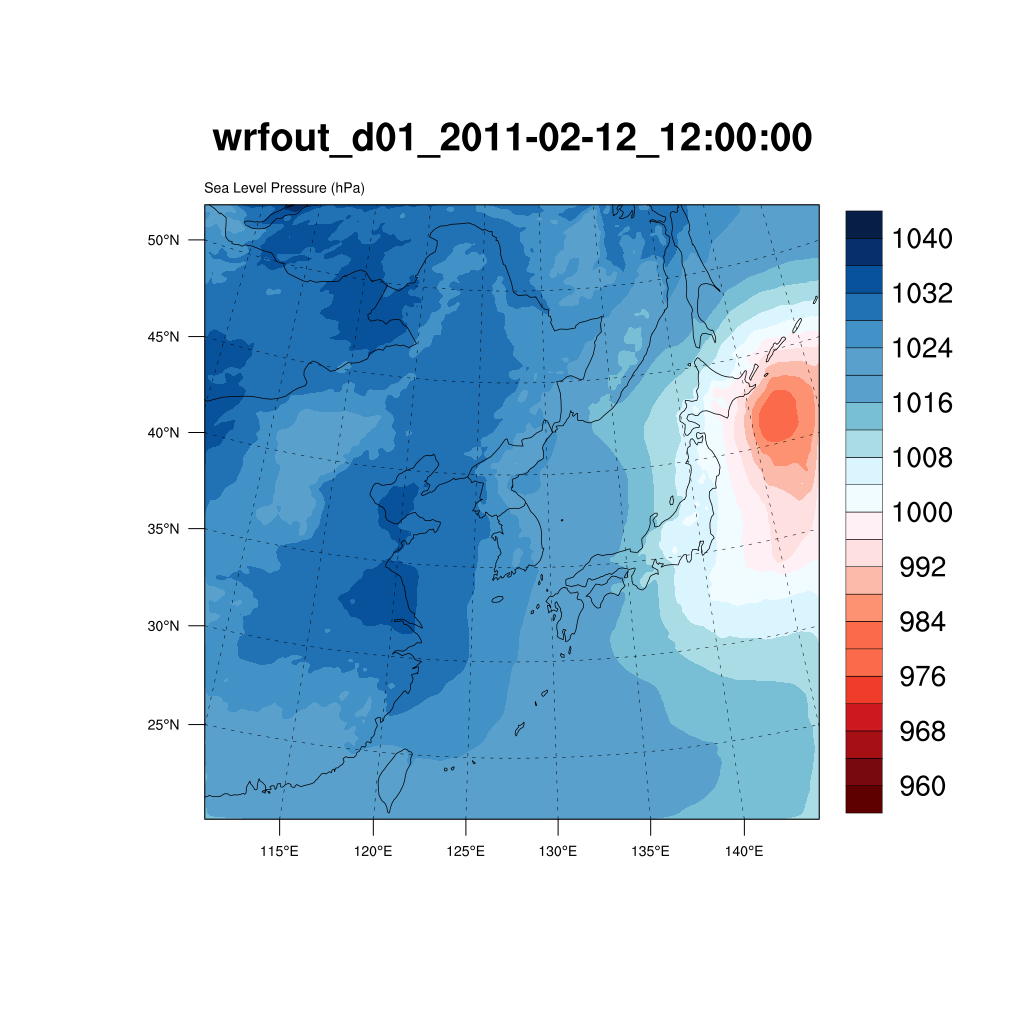 wrfout_d01_2011-02-12_12:00:00
Sea Level Pressure (hPa)
50°N
45°N
40°N
35°N
30°N
25°N
115°E 120°E 125°E 130°E 135°E 140°E
1040
1032
1024
1016
1008
1000
992
984
976
968
960